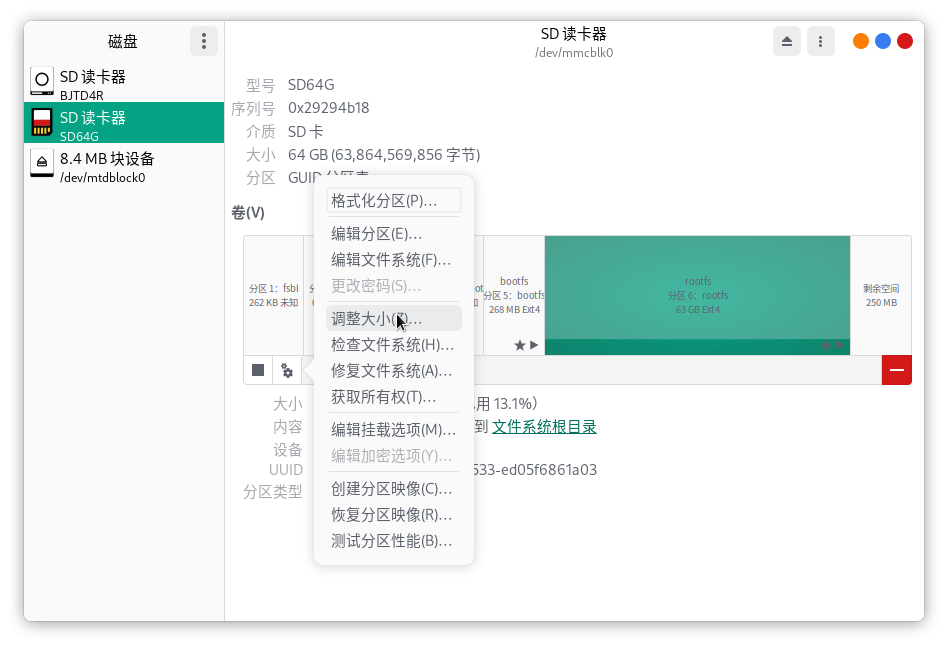 磁盘
SD 读卡器
/dev/mmcblk0
SD 读卡器
BJTD4R
SD 读卡器
SD64G
8.4 MB 块设备
/dev/mtdblock0
型号 SD64G
序列号 0x29294b18
介质 SD 卡
大小 64 GB (63,864,569,856 字节)
分区 GUID 分区表
卷(V)
分区 1：fsbl
262 KB 未知
bootfs
分区 5：bootfs
268 MB Ext4
rootfs
分区 6：rootfs
63 GB Ext4
剩余空间
250 MB
格式化分区(P)…
编辑分区(E)…
编辑文件系统(F)…
更改密码(S)…
调整大小(Z)…
检查文件系统(H)…
修复文件系统(A)…
获取所有权(T)…
编辑挂载选项(M)…
编辑加密选项(Y)…
创建分区映像(C)…
恢复分区映像(R)…
测试分区性能(B)…
大小 用 13.1%）
内容 到 文件系统根目录
设备
UUID 533-ed05f6861a03
分区类型